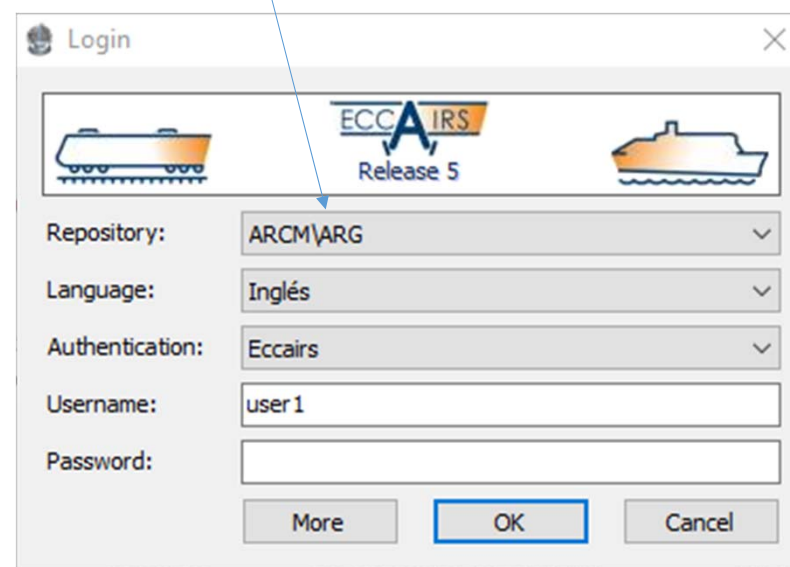 Login
ECCAIRS
Release 5
Repository: ARCM\ARG
Language: Inglés
Authentication: Eccairs
Username: user1
Password:
More OK Cancel